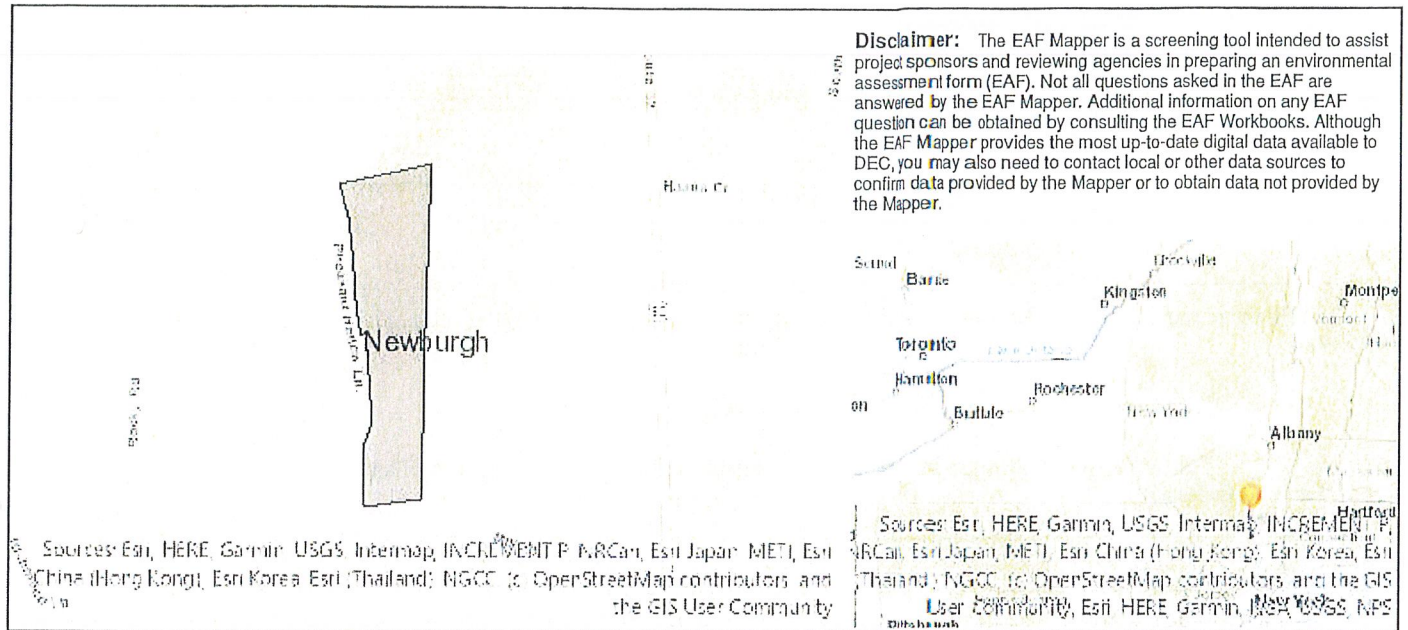 Disclaimer: The EAF Mapper is a screening tool intended to assist
project sponsors and reviewing agencies in preparing an environmental
assessment form (EAF). Not all questions asked in the EAF are
answered by the EAF Mapper. Additional information on any EAF
question can be obtained by consulting the EAF Workbooks. Although
the EAF Mapper provides the most up-to-date digital data available to
DEC, you may also need to contact local or other data sources to
confirm data provided by the Mapper or to obtain data not provided by
the Mapper.
Newburgh
Barrie
Kingston
Montpe
Toronto
Hamilton
Rochester
on
Buffalo
New York
Albany
Hartford
Sources: Esri, HERE, Garmin, USGS, Intermap, INCREMENT P, NRCan, Esri Japan, METI, Esri
China (Hong Kong), Esri Korea, Esri (Thailand), NGCC, (c) OpenStreetMap contributors, and
the GIS User Community
Sources: Esri, HERE, Garmin, USGS, Intermap, INCREMENT P,
NRCan, Esri Japan, METI, Esri China (Hong Kong), Esri Korea, Esri
(Thailand), NGCC, (c) OpenStreetMap contributors, and the GIS
User Community, Esri, HERE, Garmin, USGS, NPS
New York
Pittsburgh